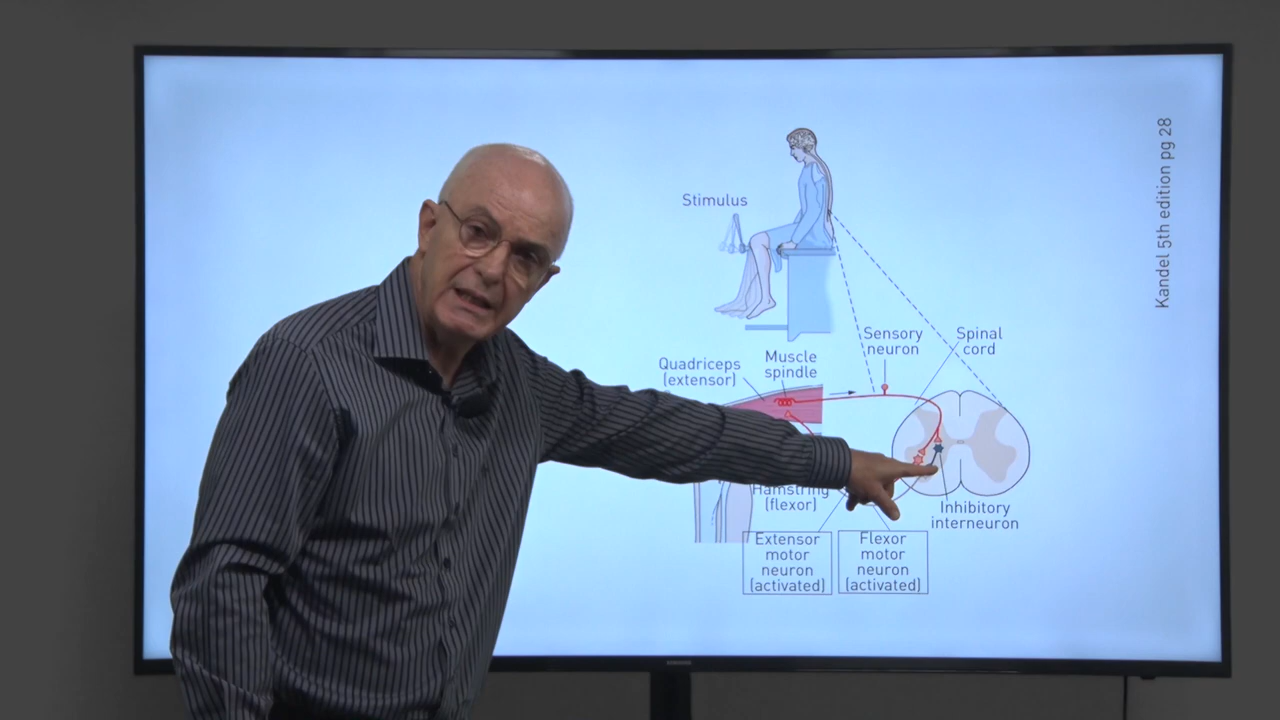 Kandel 5th edition pg 28
Stimulus
Sensory
neuron
Spinal
cord
Quadriceps
(extensor)
Muscle
spindle
Hamstring
(flexor)
Inhibitory
interneuron
Extensor
motor
neuron
(activated)
Flexor
motor
neuron
(activated)
SAMSUNG